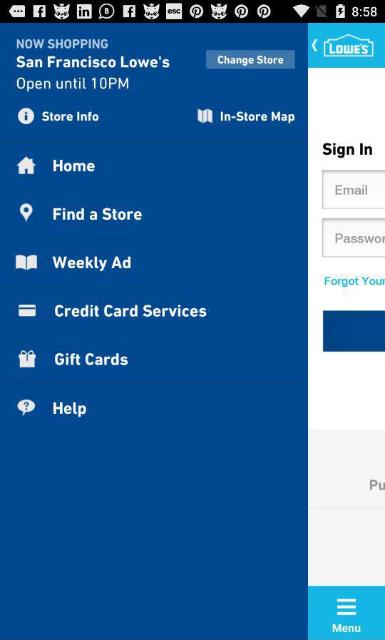 8:58
NOW SHOPPING
San Francisco Lowe's
Change Store
Open until 10PM
Store Info
In-Store Map
Home
Find a Store
Weekly Ad
Credit Card Services
Gift Cards
Help
LOWE'S
Sign In
Email
Passwor
Forgot Your
Pu
Menu